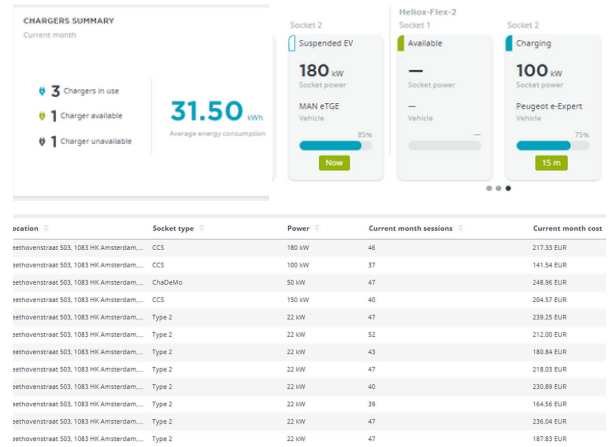 CHARGERS SUMMARY
Current month
3 Chargers in use
1 Charger available
1 Charger unavailable
31.50 kWh
Average energy consumption
Socket 2
Suspended EV
180 kW
Socket power
MAN eTGE
Vehicle
85%
Now
Heliox-Flex-2
Socket 1
Available
—
Socket power
—
Vehicle
—
Socket 2
Charging
100 kW
Socket power
Peugeot e-Expert
Vehicle
75%
15 m
ocation Socket type Power Current month sessions Current month cost
eethovenstraat 503, 1083 HK Amsterdam,... CCS 180 kW 46 217.33 EUR
eethovenstraat 503, 1083 HK Amsterdam,... CCS 100 kW 37 141.54 EUR
eethovenstraat 503, 1083 HK Amsterdam,... ChaDeMo 50 kW 47 248.96 EUR
eethovenstraat 503, 1083 HK Amsterdam,... CCS 150 kW 40 204.57 EUR
eethovenstraat 503, 1083 HK Amsterdam,... Type 2 22 kW 47 239.25 EUR
eethovenstraat 503, 1083 HK Amsterdam,... Type 2 22 kW 52 212.00 EUR
eethovenstraat 503, 1083 HK Amsterdam,... Type 2 22 kW 43 180.84 EUR
eethovenstraat 503, 1083 HK Amsterdam,... Type 2 22 kW 47 218.03 EUR
eethovenstraat 503, 1083 HK Amsterdam,... Type 2 22 kW 40 230.89 EUR
eethovenstraat 503, 1083 HK Amsterdam,... Type 2 22 kW 39 164.56 EUR
eethovenstraat 503, 1083 HK Amsterdam,... Type 2 22 kW 47 236.04 EUR
eethovenstraat 503, 1083 HK Amsterdam,... Type 2 22 kW 47 187.83 EUR